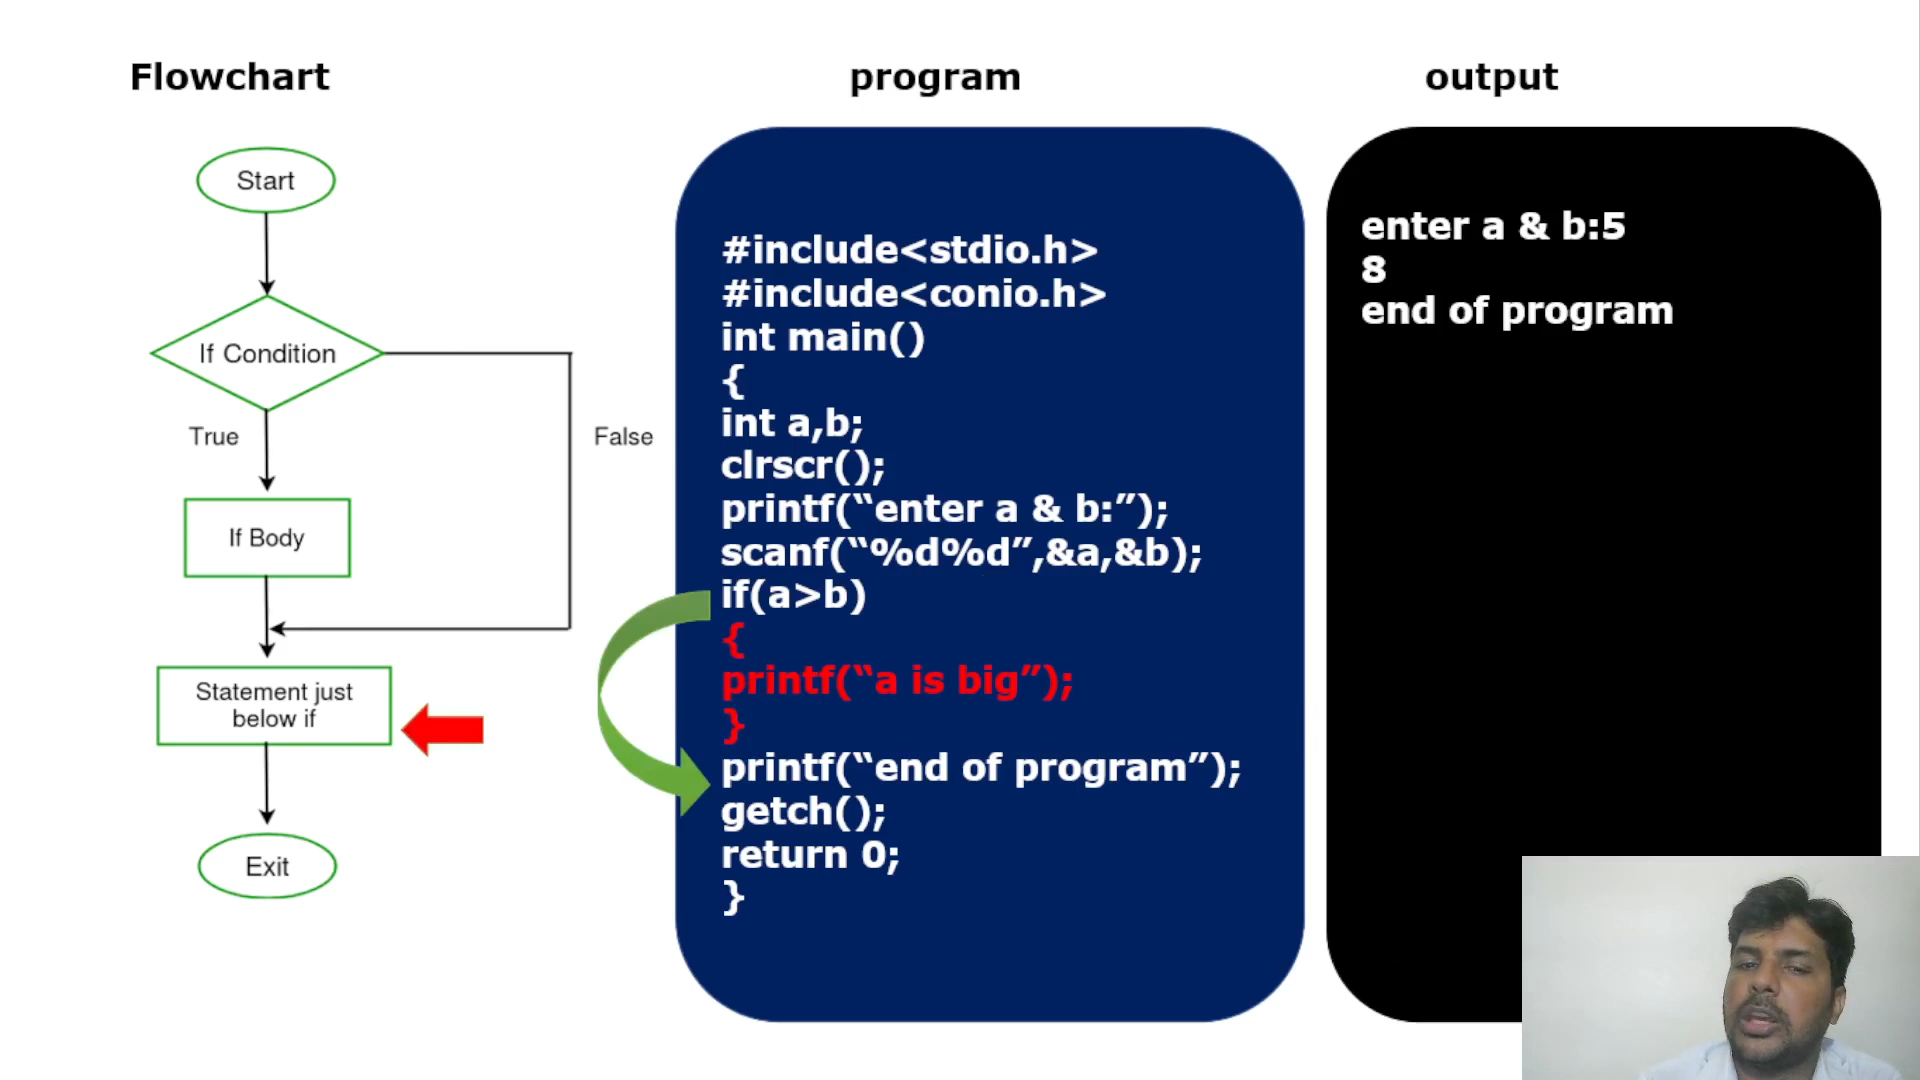 Flowchart
Start
If Condition
True
False
If Body
Statement just
below if
Exit
program
#include<stdio.h>
#include<conio.h>
int main()
{
int a,b;
clrscr();
printf(“enter a & b:”);
scanf(“%d%d”,&a,&b);
if(a>b)
{
printf(“a is big”);
}
printf(“end of program”);
getch();
return 0;
}
output
enter a & b:5
8
end of program